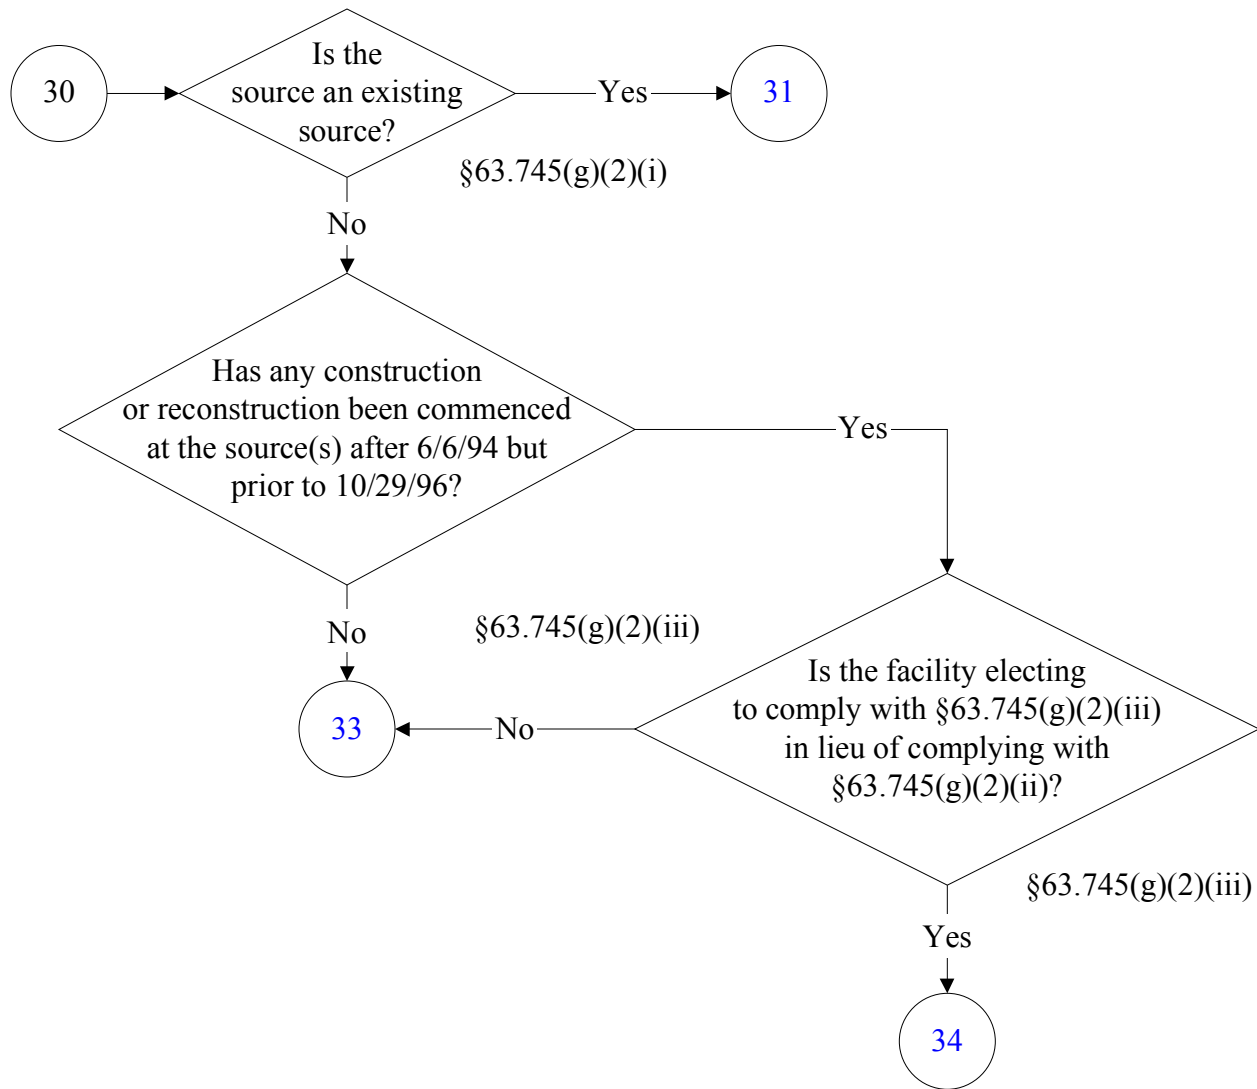 Is the
30
source an existing
Yes
31
source?
§63.745(g)(2)(i)
No
Has any construction
or reconstruction been commenced
at the source(s) after 6/6/94 but
prior to 10/29/96?
Yes
No
§63.745(g)(2)(iii)
33
No
Is the facility electing
to comply with §63.745(g)(2)(iii)
in lieu of complying with
§63.745(g)(2)(ii)?
§63.745(g)(2)(iii)
Yes
34